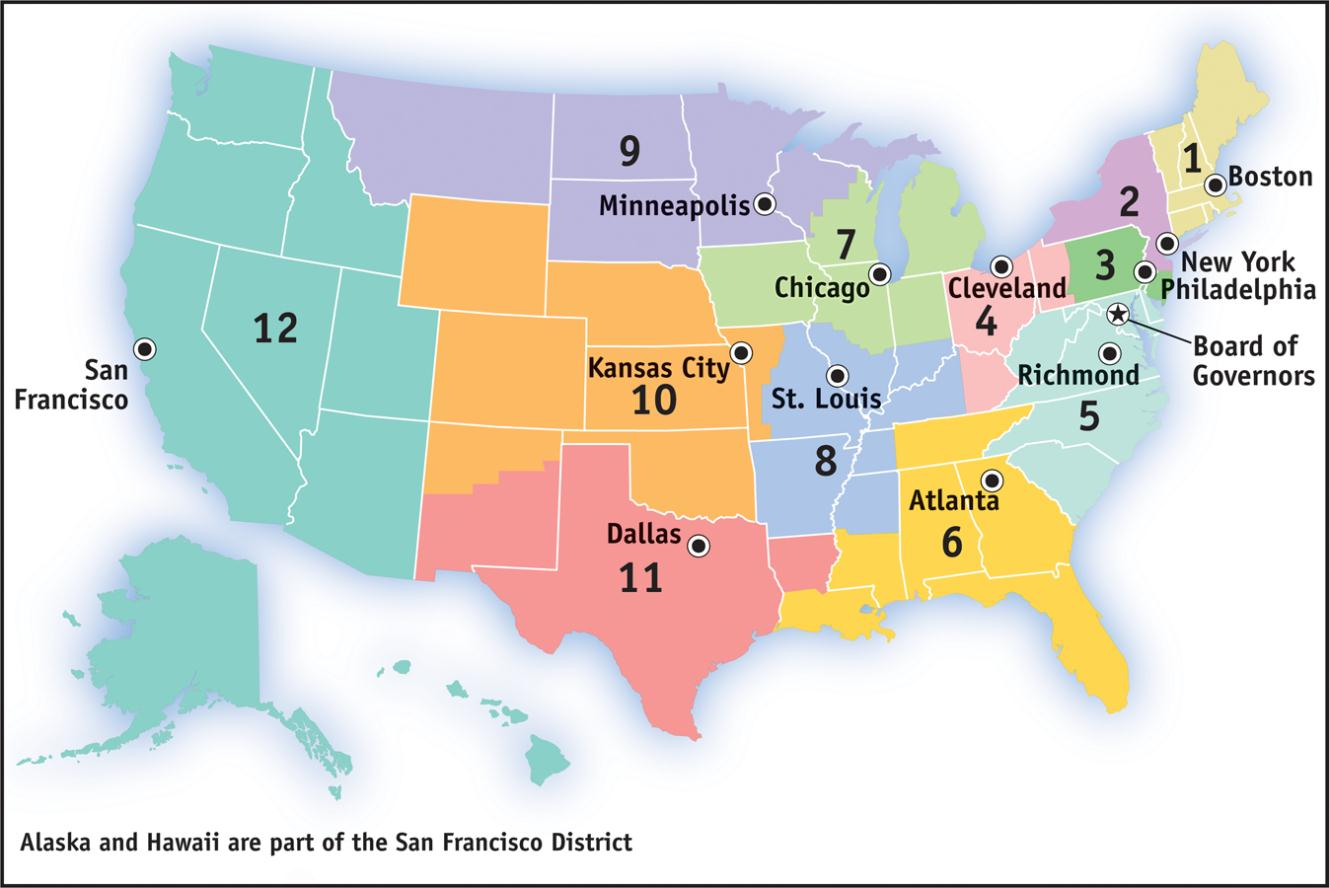 1
Boston
2
New York
3
Philadelphia
9
Minneapolis
7
Chicago
Cleveland
4
Board of
Governors
12
San
Francisco
Kansas City
10
St. Louis
8
Richmond
5
Atlanta
6
Dallas
11
Alaska and Hawaii are part of the San Francisco District